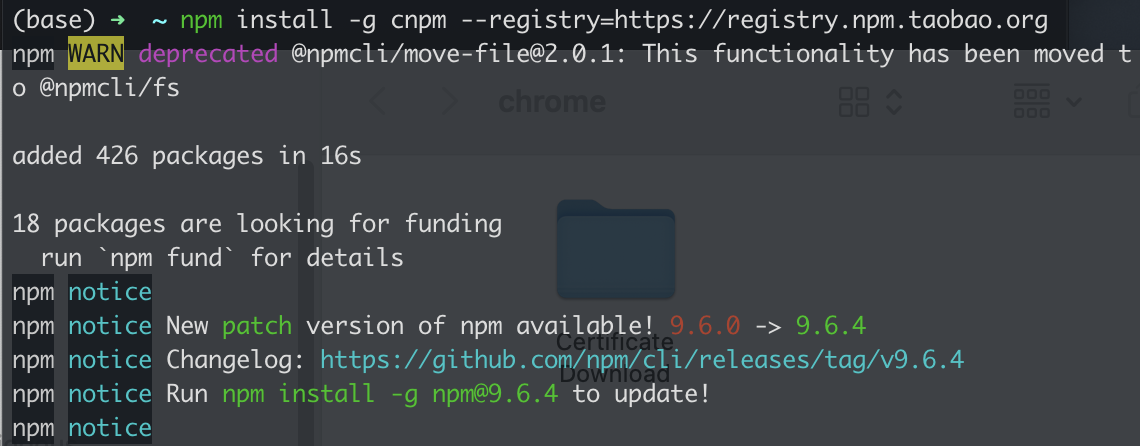 (base) ➜  ~ npm install -g cnpm --registry=https://registry.npm.taobao.org
npm WARN deprecated @npmcli/move-file@2.0.1: This functionality has been moved t
o @npmcli/fs
chrome
added 426 packages in 16s
18 packages are looking for funding
run `npm fund` for details
npm notice
npm notice New patch version of npm available! 9.6.0 -> 9.6.4
Certificate
Download
npm notice Changelog: https://github.com/npm/cli/releases/tag/v9.6.4
npm notice Run npm install -g npm@9.6.4 to update!
npm notice